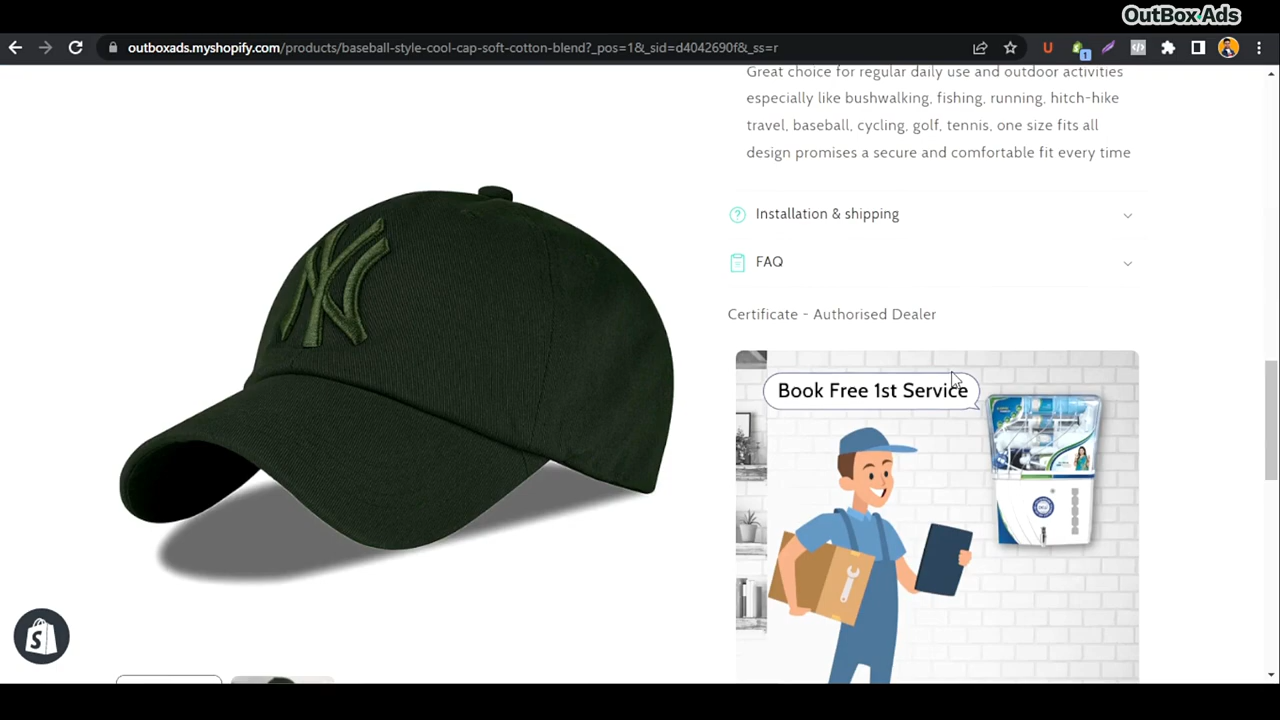 OutBox Ads
outboxads.myshopify.com/products/baseball-style-cool-cap-soft-cotton-blend?_pos=1&_sid=d4042690f&_ss=r
1
Great choice for regular daily use and outdoor activities
especially like bushwalking, fishing, running. hitch-hike
travel, baseball, cycling, golf, tennis, one size fits all
design promises a secure and comfortable fit every time
NY
Installation & shipping
FAQ
Certificate - Authorised Dealer
Book Free 1st Service